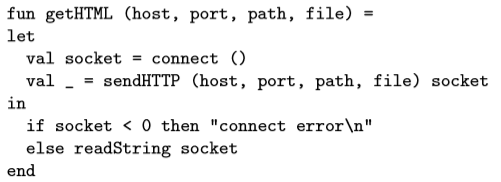 fun getHTML (host, port, path, file) =
let
  val socket = connect ()
  val _ = sendHTTP (host, port, path, file) socket
in
  if socket < 0 then "connect error\n"
  else readString socket
end